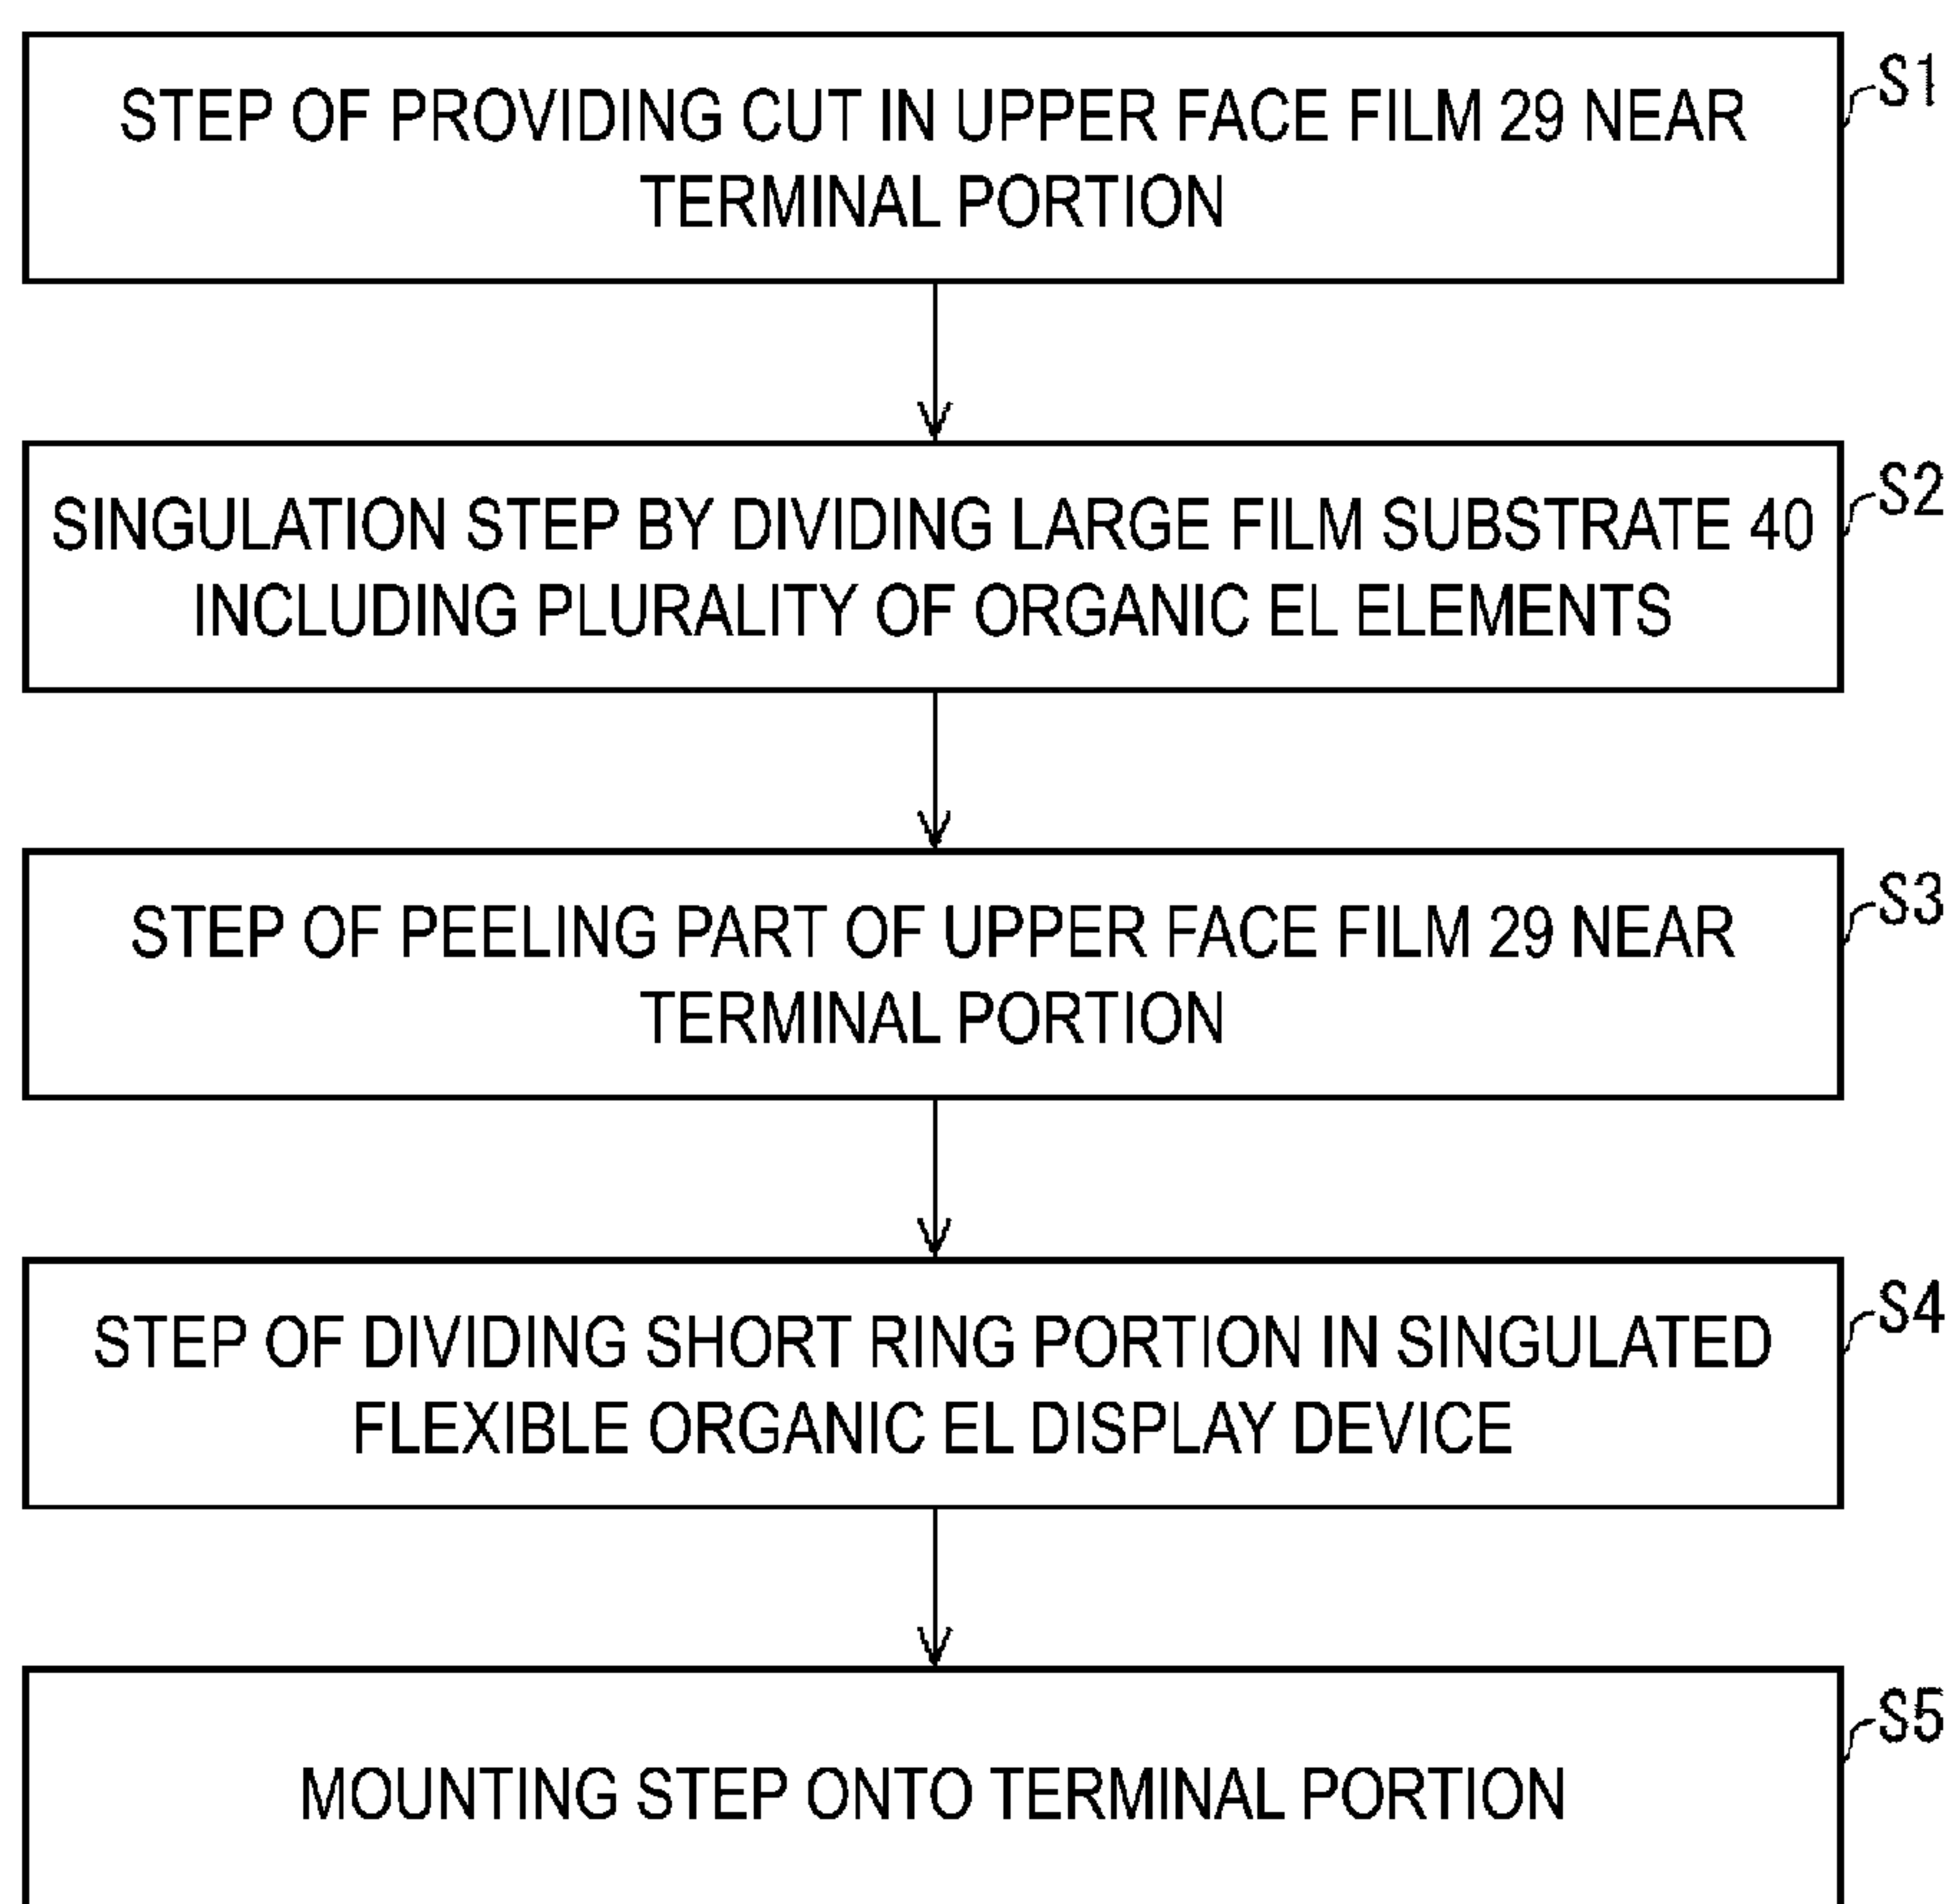 STEP OF PROVIDING CUT IN UPPER FACE FILM 29 NEAR
TERMINAL PORTION
S1
SINGULATION STEP BY DIVIDING LARGE FILM SUBSTRATE 40
INCLUDING PLURALITY OF ORGANIC EL ELEMENTS
S2
STEP OF PEELING PART OF UPPER FACE FILM 29 NEAR
TERMINAL PORTION
S3
STEP OF DIVIDING SHORT RING PORTION IN SINGULATED
FLEXIBLE ORGANIC EL DISPLAY DEVICE
S4
MOUNTING STEP ONTO TERMINAL PORTION
S5